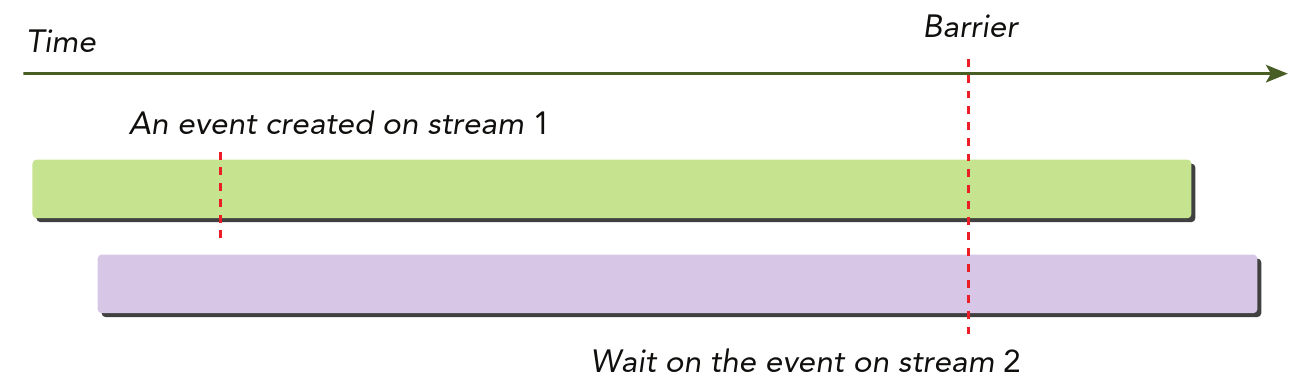 Barrier
Time
An event created on stream 1
Wait on the event on stream 2